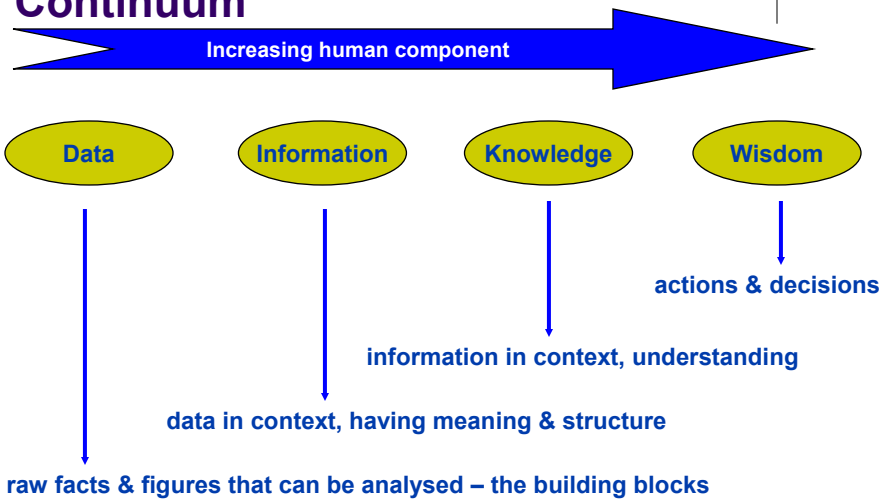 Continuum
Increasing human component
Data
Information
Knowledge
Wisdom
actions & decisions
information in context, understanding
data in context, having meaning & structure
raw facts & figures that can be analysed – the building blocks